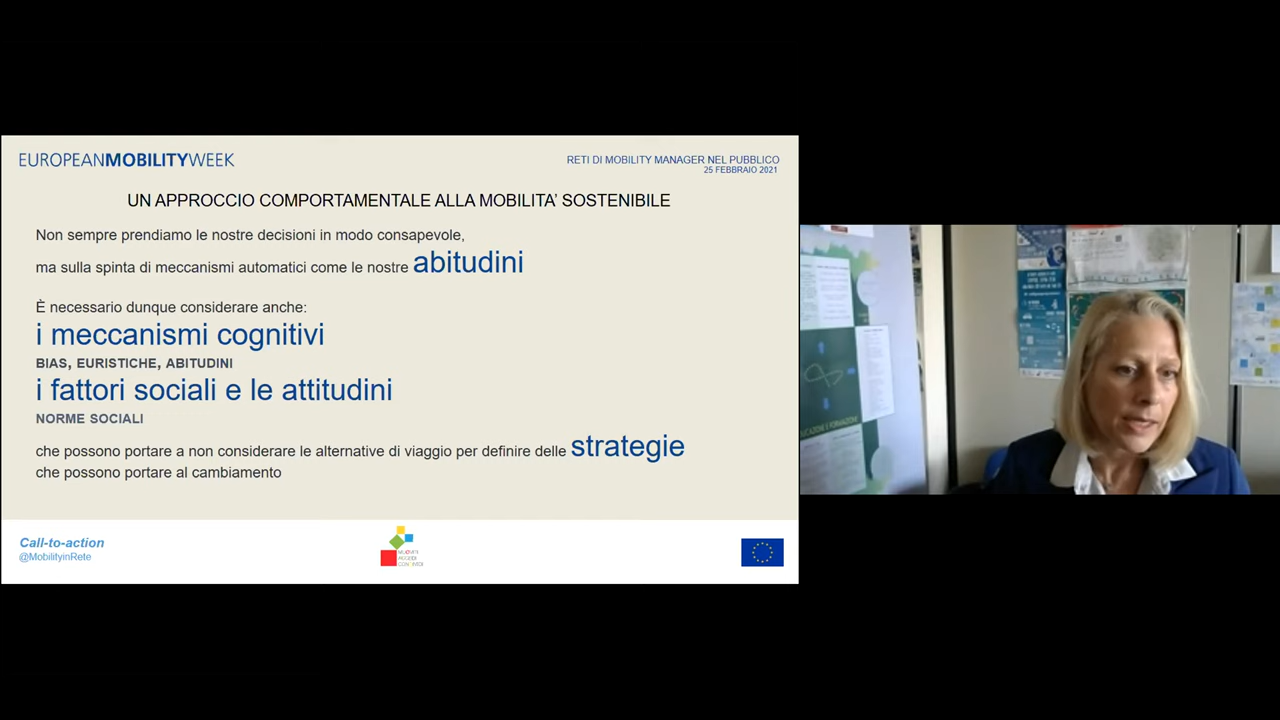 EUROPEANMOBILITYWEEK
RETI DI MOBILITY MANAGER NEL PUBBLICO
25 FEBBRAIO 2021
UN APPROCCIO COMPORTAMENTALE ALLA MOBILITA' SOSTENIBILE
Non sempre prendiamo le nostre decisioni in modo consapevole,
ma sulla spinta di meccanismi automatici come le nostre abitudini
È necessario dunque considerare anche:
i meccanismi cognitivi
BIAS, EURISTICHE, ABITUDINI
i fattori sociali e le attitudini
NORME SOCIALI
che possono portare a non considerare le alternative di viaggio per definire delle strategie
che possono portare al cambiamento
Call-to-action
@MobilityinRete